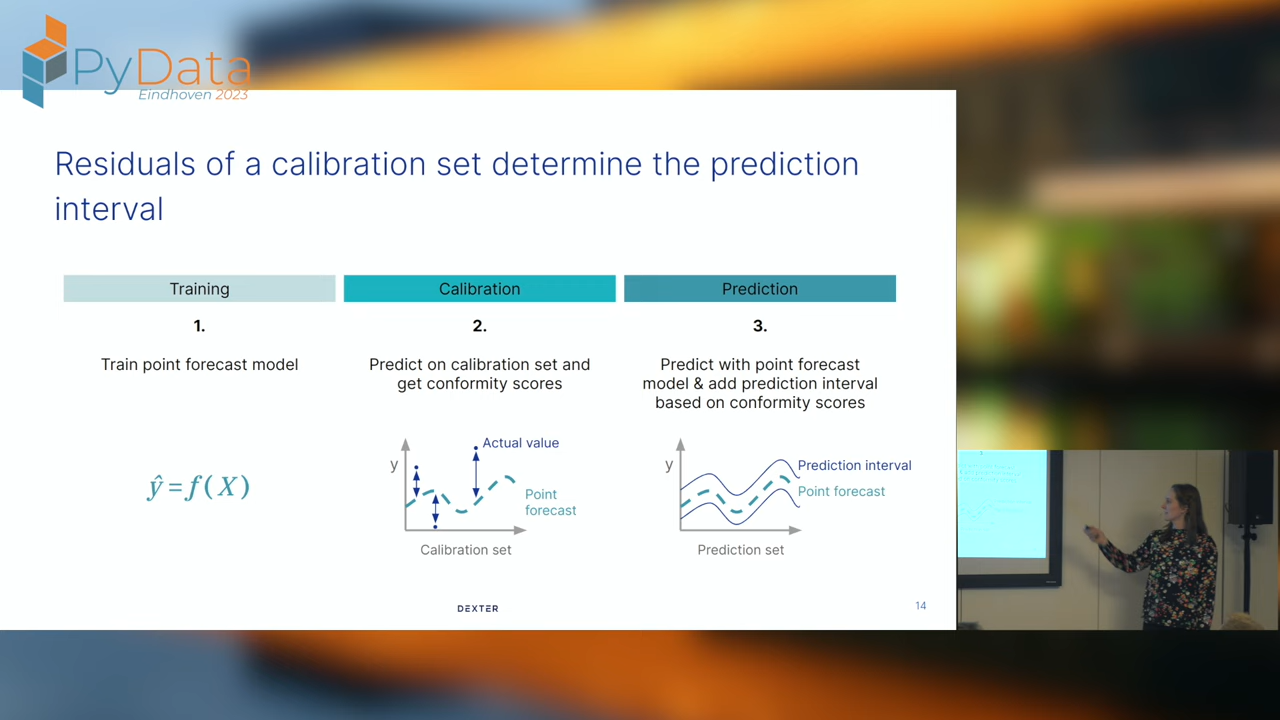 PyData
Eindhoven 2023
Residuals of a calibration set determine the prediction
interval
Training
Calibration
Prediction
1.
2.
3.
Train point forecast model
Predict on calibration set and
get conformity scores
Predict with point forecast
model & add prediction interval
based on conformity scores
ŷ = f(X)
y
Actual value
Point
forecast
Calibration set
y
Prediction interval
Point forecast
Prediction set
DEXTER
14